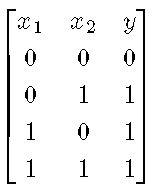 x₁ x₂ y
0 0 0
0 1 1
1 0 1
1 1 1